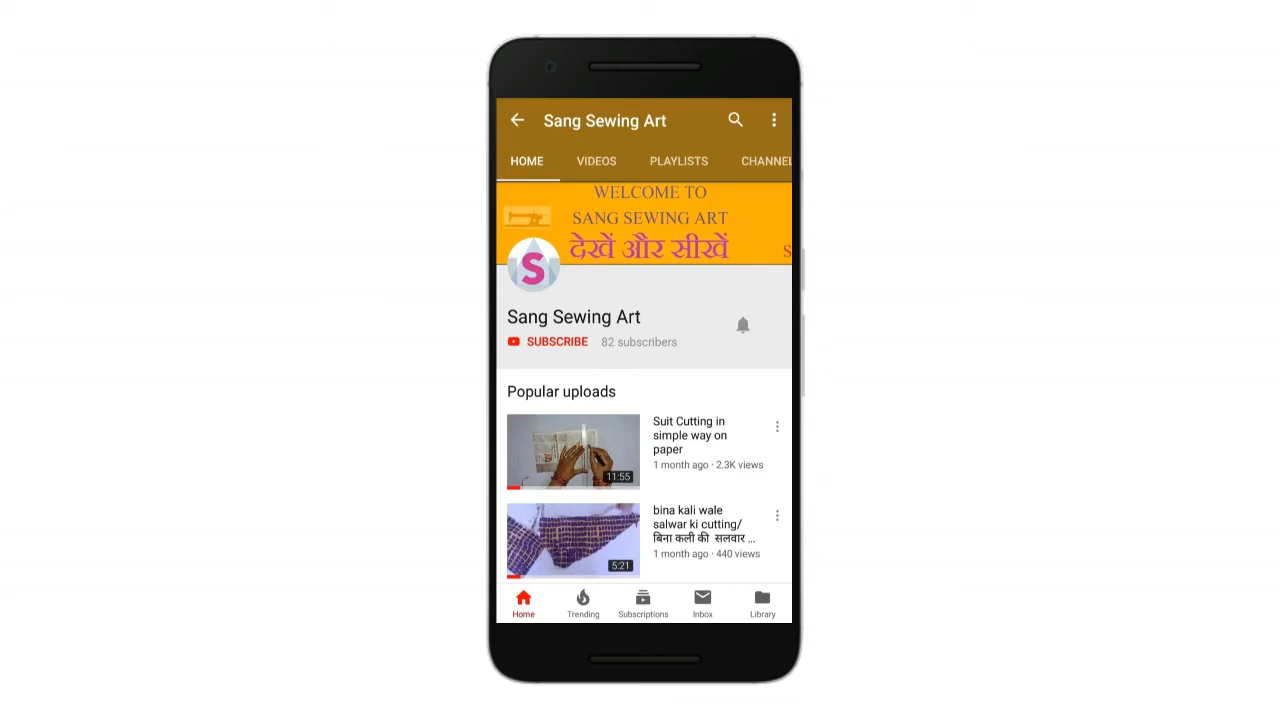 Sang Sewing Art
HOME VIDEOS PLAYLISTS CHANNEL
WELCOME TO
SANG SEWING ART
देखें और सीखें
S
S
Sang Sewing Art
SUBSCRIBE 82 subscribers
Popular uploads
Suit Cutting in
simple way on
paper
1 month ago · 2.3K views
11:55
bina kali wale
salwar ki cutting/
बिना कली की सलवार ...
1 month ago · 440 views
5:21
Home Trending Subscriptions Inbox Library